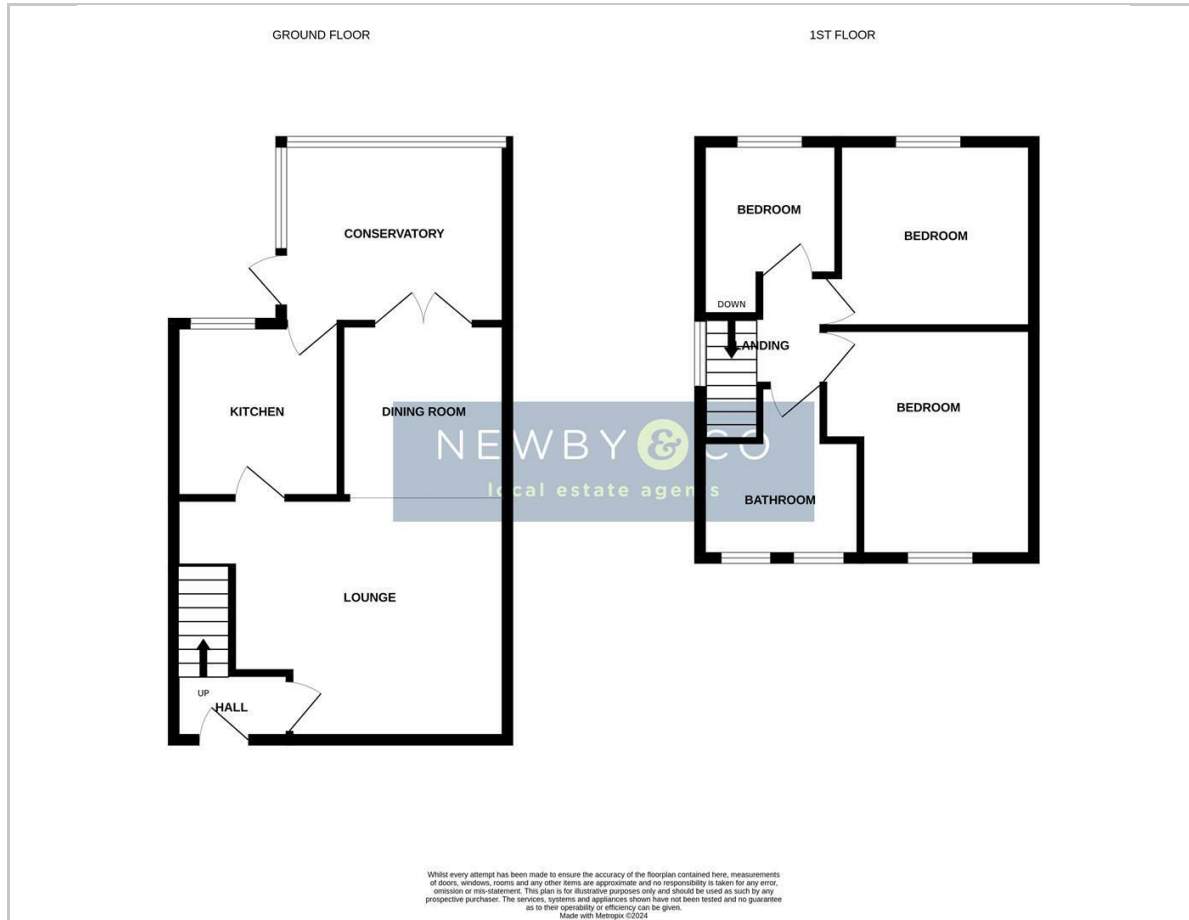 GROUND FLOOR
1ST FLOOR
CONSERVATORY
BEDROOM
BEDROOM
DOWN
LANDING
KITCHEN
DINING ROOM
BEDROOM
NEWBY & CO
local estate agents
BATHROOM
LOUNGE
UP
HALL
Whilst every attempt has been made to ensure the accuracy of the floorplan contained here, measurements
of doors, windows, rooms and any other items are approximate and no responsibility is taken for any error,
omission or mis-statement. This plan is for illustrative purposes only and should be used as such by any
prospective purchaser. The services, systems and appliances shown have not been tested and no guarantee
as to their operability or efficiency can be given.
Made with Metropix ©2024